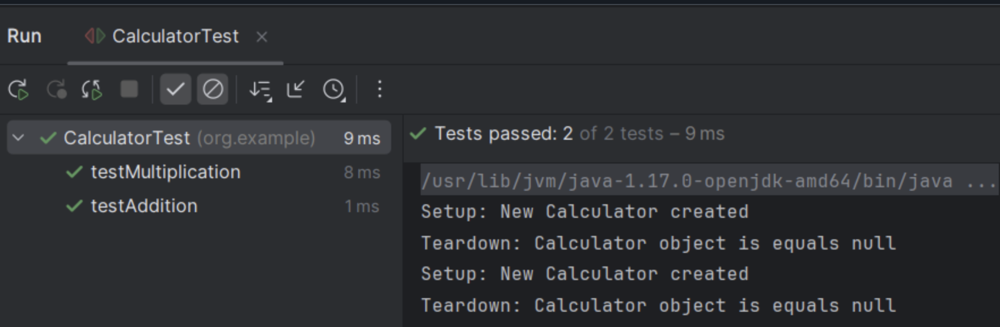 Run CalculatorTest
CalculatorTest (org.example) 9 ms
testMultiplication 8 ms
testAddition 1 ms
Tests passed: 2 of 2 tests – 9 ms
/usr/lib/jvm/java-1.17.0-openjdk-amd64/bin/java ...
Setup: New Calculator created
Teardown: Calculator object is equals null
Setup: New Calculator created
Teardown: Calculator object is equals null